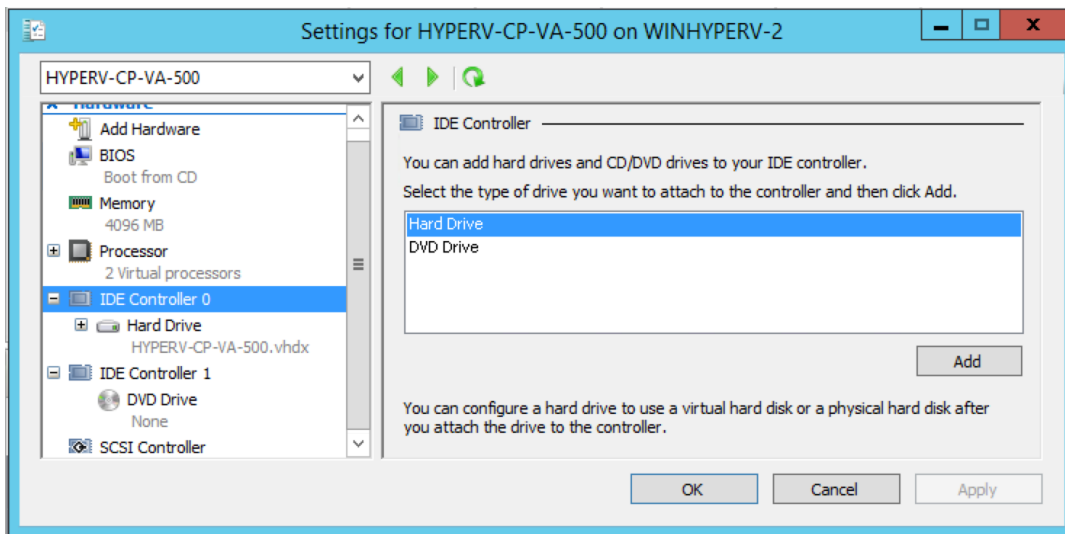 Settings for HYPERV-CP-VA-500 on WINHYPERV-2
HYPERV-CP-VA-500
Hardware
Add Hardware
BIOS
Boot from CD
Memory
4096 MB
Processor
2 Virtual processors
IDE Controller 0
Hard Drive
HYPERV-CP-VA-500.vhdx
IDE Controller 1
DVD Drive
None
SCSI Controller
IDE Controller
You can add hard drives and CD/DVD drives to your IDE controller.
Select the type of drive you want to attach to the controller and then click Add.
Hard Drive
DVD Drive
Add
You can configure a hard drive to use a virtual hard disk or a physical hard disk after
you attach the drive to the controller.
OK
Cancel
Apply